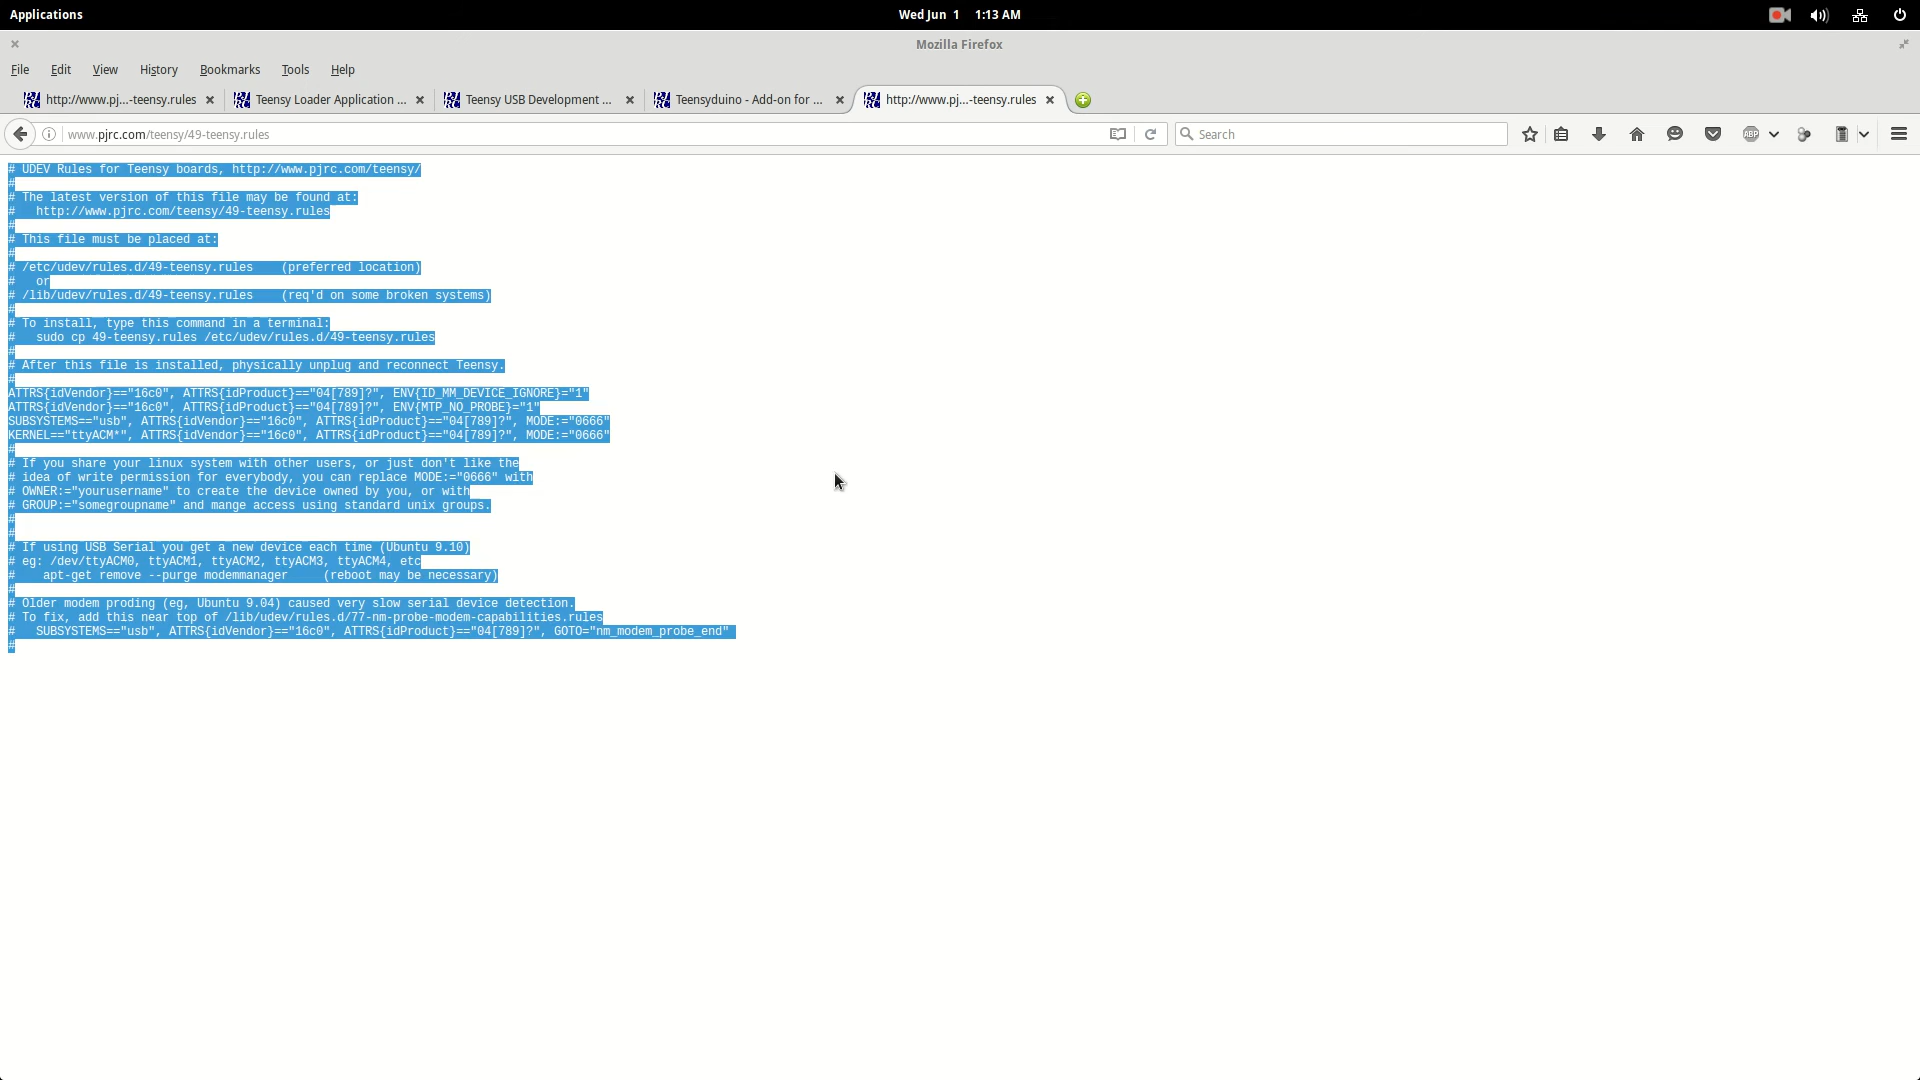 Applications
Wed Jun 1 1:13 AM
Mozilla Firefox
File Edit View History Bookmarks Tools Help
http://www.pj...-teensy.rules Teensy Loader Application ... Teensy USB Development ... Teensyduino - Add-on for ... http://www.pj...-teensy.rules
www.pjrc.com/teensy/49-teensy.rules Search ABP
# UDEV Rules for Teensy boards, http://www.pjrc.com/teensy/
#
# The latest version of this file may be found at:
#   http://www.pjrc.com/teensy/49-teensy.rules
#
# This file must be placed at:
#
# /etc/udev/rules.d/49-teensy.rules    (preferred location)
#   or
# /lib/udev/rules.d/49-teensy.rules    (req'd on some broken systems)
#
# To install, type this command in a terminal:
#   sudo cp 49-teensy.rules /etc/udev/rules.d/49-teensy.rules
#
# After this file is installed, physically unplug and reconnect Teensy.
#
ATTRS{idVendor}=="16c0", ATTRS{idProduct}=="04[789]?", ENV{ID_MM_DEVICE_IGNORE}="1"
ATTRS{idVendor}=="16c0", ATTRS{idProduct}=="04[789]?", ENV{MTP_NO_PROBE}="1"
SUBSYSTEMS=="usb", ATTRS{idVendor}=="16c0", ATTRS{idProduct}=="04[789]?", MODE:="0666"
KERNEL=="ttyACM*", ATTRS{idVendor}=="16c0", ATTRS{idProduct}=="04[789]?", MODE:="0666"
#
# If you share your linux system with other users, or just don't like the
# idea of write permission for everybody, you can replace MODE:="0666" with
# OWNER:="yourusername" to create the device owned by you, or with
# GROUP:="somegroupname" and mange access using standard unix groups.
#
#
# If using USB Serial you get a new device each time (Ubuntu 9.10)
# eg: /dev/ttyACM0, ttyACM1, ttyACM2, ttyACM3, ttyACM4, etc
#    apt-get remove --purge modemmanager     (reboot may be necessary)
#
# Older modem proding (eg, Ubuntu 9.04) caused very slow serial device detection.
# To fix, add this near top of /lib/udev/rules.d/77-nm-probe-modem-capabilities.rules
#   SUBSYSTEMS=="usb", ATTRS{idVendor}=="16c0", ATTRS{idProduct}=="04[789]?", GOTO="nm_modem_probe_end"
#